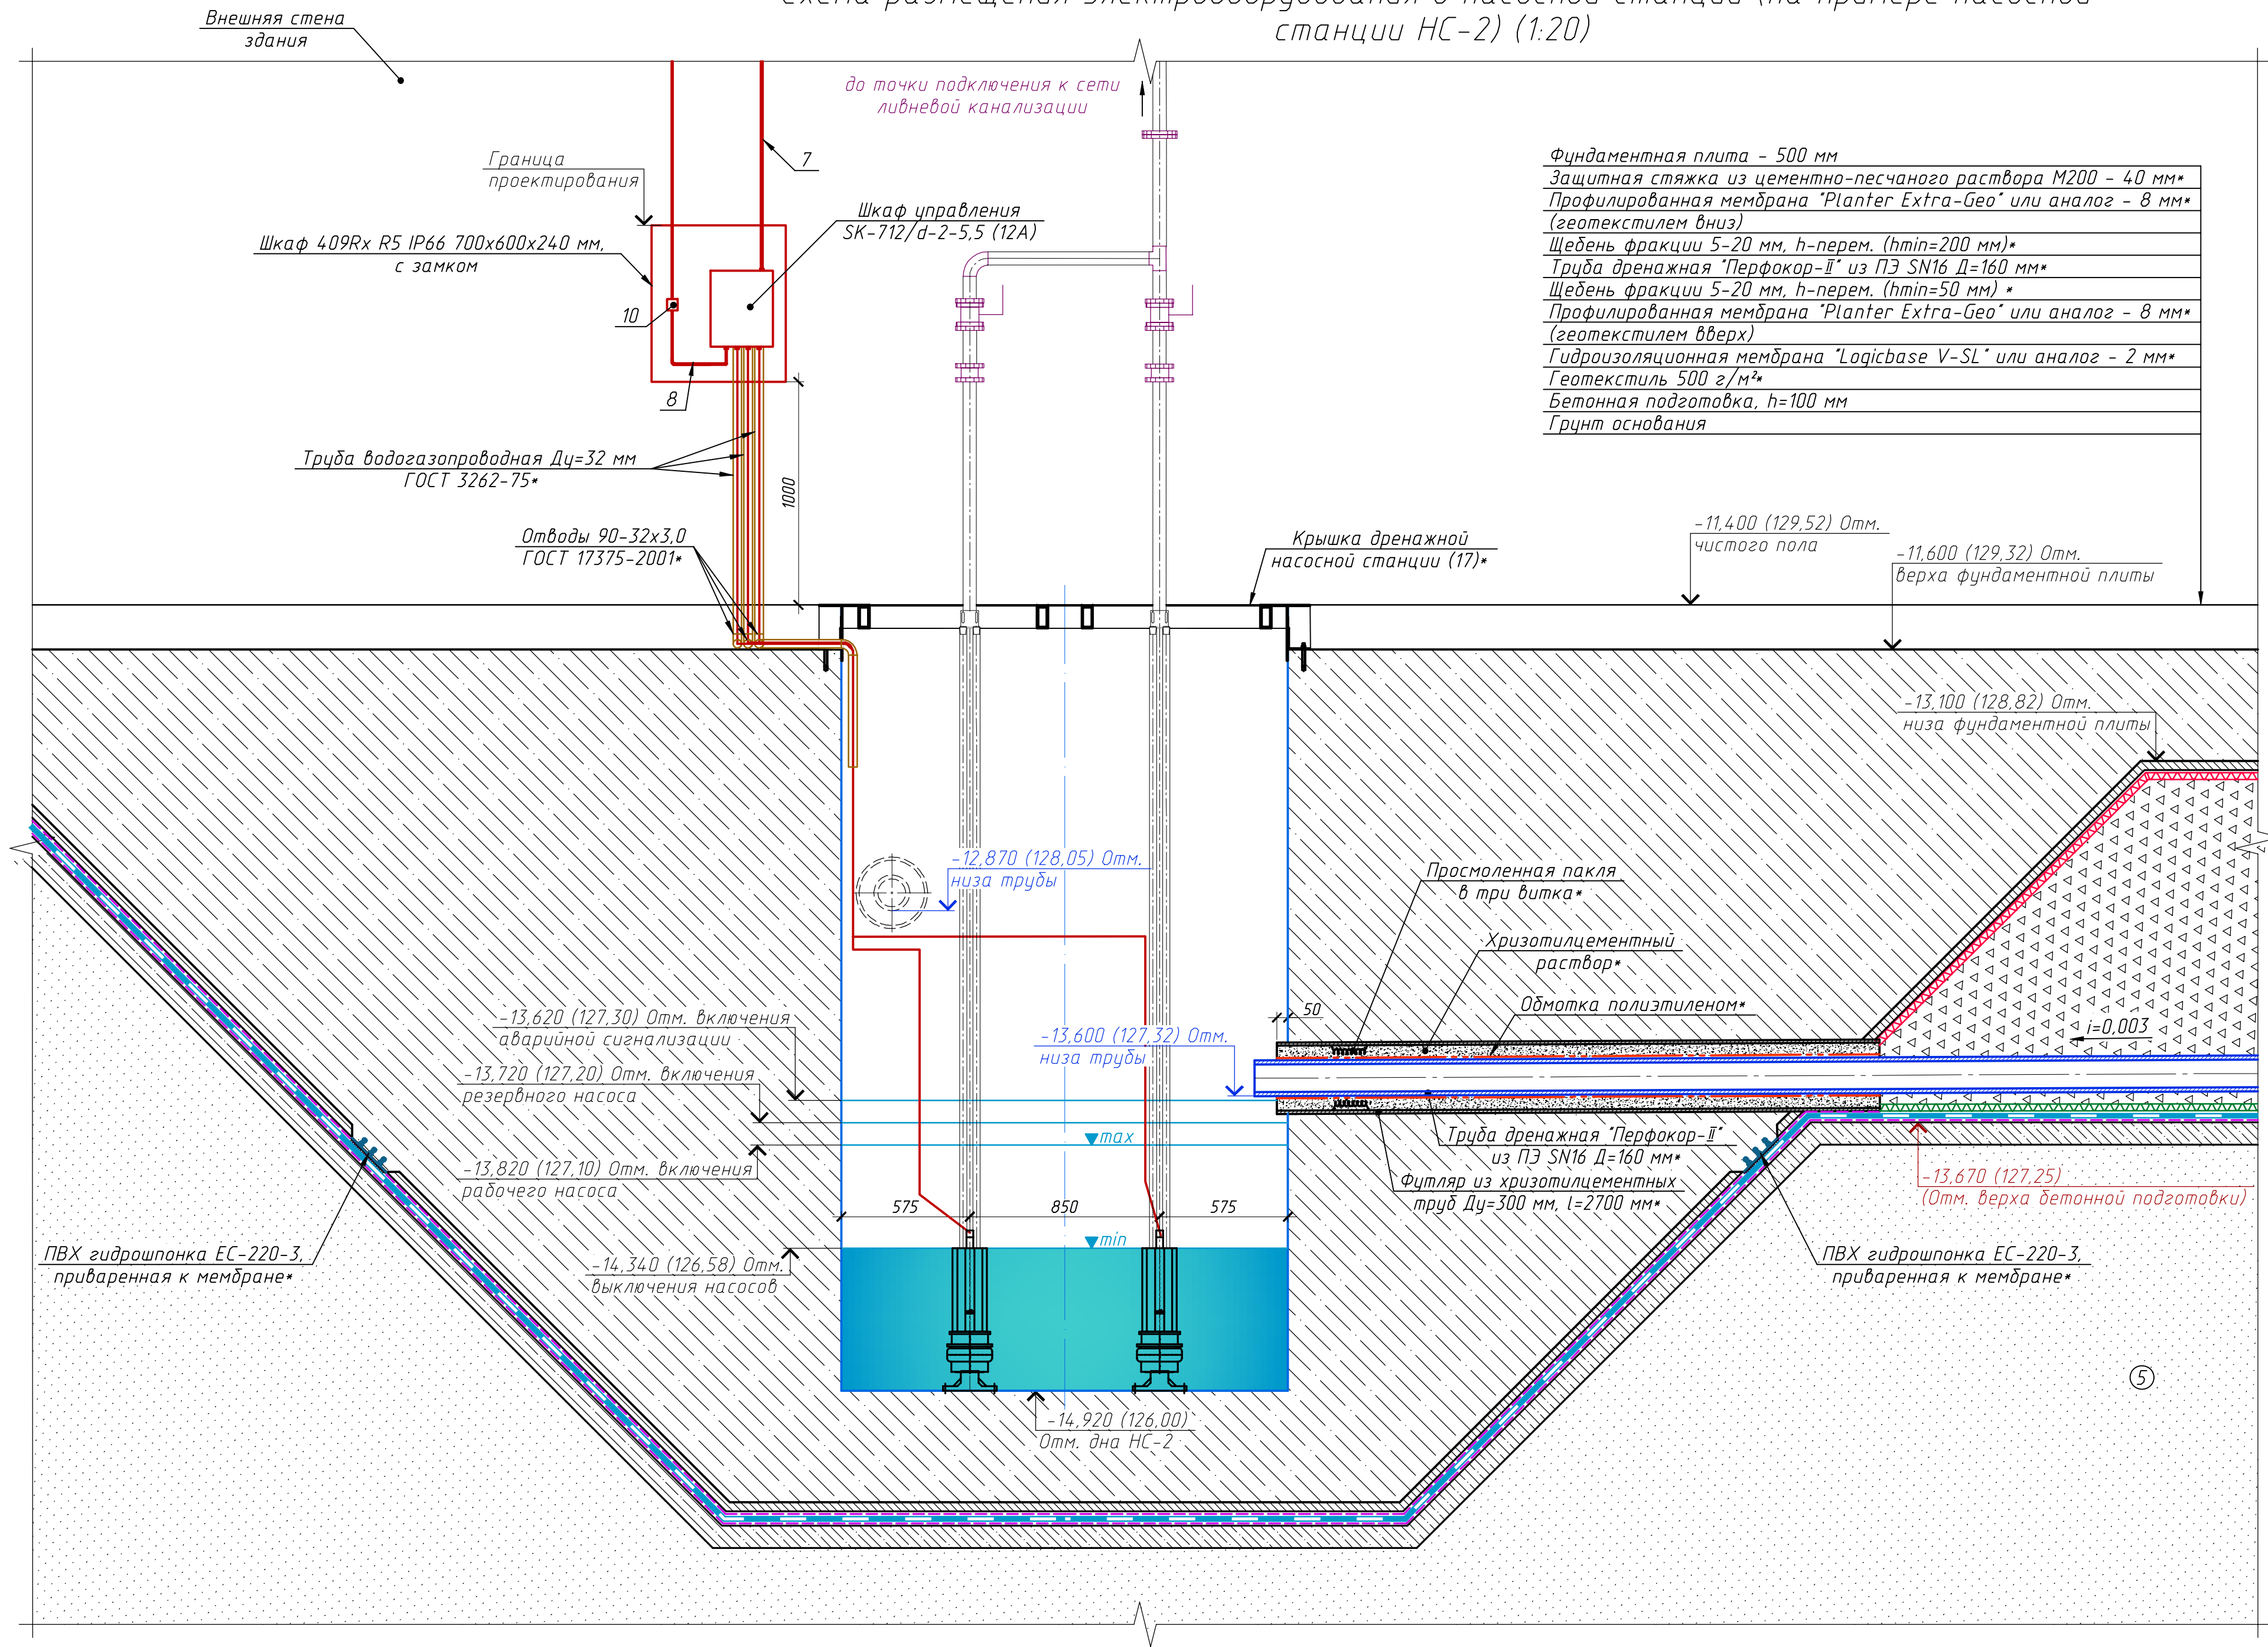 Схема размещения электрооборудования в насосной станции (на примере насосной
станции НС-2) (1:20)
Внешняя стена
здания
до точки подключения к сети
ливневой канализации
Граница
проектирования
7
Шкаф управления
SK-712/d-2-5,5 (12А)
Шкаф 409Rx R5 IP66 700х600х240 мм,
с замком
10
8
Фундаментная плита - 500 мм
Защитная стяжка из цементно-песчаного раствора М200 - 40 мм*
Профилированная мембрана "Planter Extra-Geo" или аналог - 8 мм*
(геотекстилем вниз)
Щебень фракции 5-20 мм, h-перем. (hmin=200 мм)*
Труба дренажная "Перфокор-II" из ПЭ SN16 Д=160 мм*
Щебень фракции 5-20 мм, h-перем. (hmin=50 мм) *
Профилированная мембрана "Planter Extra-Geo" или аналог - 8 мм*
(геотекстилем вверх)
Гидроизоляционная мембрана "Logicbase V-SL" или аналог - 2 мм*
Геотекстиль 500 г/м²*
Бетонная подготовка, h=100 мм
Грунт основания
Труба водогазопроводная Ду=32 мм
ГОСТ 3262-75*
1000
Отводы 90-32х3,0
ГОСТ 17375-2001*
Крышка дренажной
насосной станции (17)*
-11,400 (129,52) Отм.
чистого пола
-11,600 (129,32) Отм.
верха фундаментной плиты
-13,100 (128,82) Отм.
низа фундаментной плиты
-12,870 (128,05) Отм.
низа трубы
Просмоленная пакля
в три витка*
Хризотилцементный
раствор*
Обмотка полиэтиленом*
50
i=0,003
-13,620 (127,30) Отм. включения
аварийной сигнализации
-13,600 (127,32) Отм.
низа трубы
-13,720 (127,20) Отм. включения
резервного насоса
max
-13,820 (127,10) Отм. включения
рабочего насоса
Труба дренажная "Перфокор-II"
из ПЭ SN16 Д=160 мм*
Футляр из хризотилцементных
труб Ду=300 мм, l=2700 мм*
-13,670 (127,25)
(Отм. верха бетонной подготовки)
575
850
575
min
ПВХ гидрошпонка ЕС-220-3,
приваренная к мембране*
-14,340 (126,58) Отм.
выключения насосов
ПВХ гидрошпонка ЕС-220-3,
приваренная к мембране*
5
-14,920 (126,00)
Отм. дна НС-2